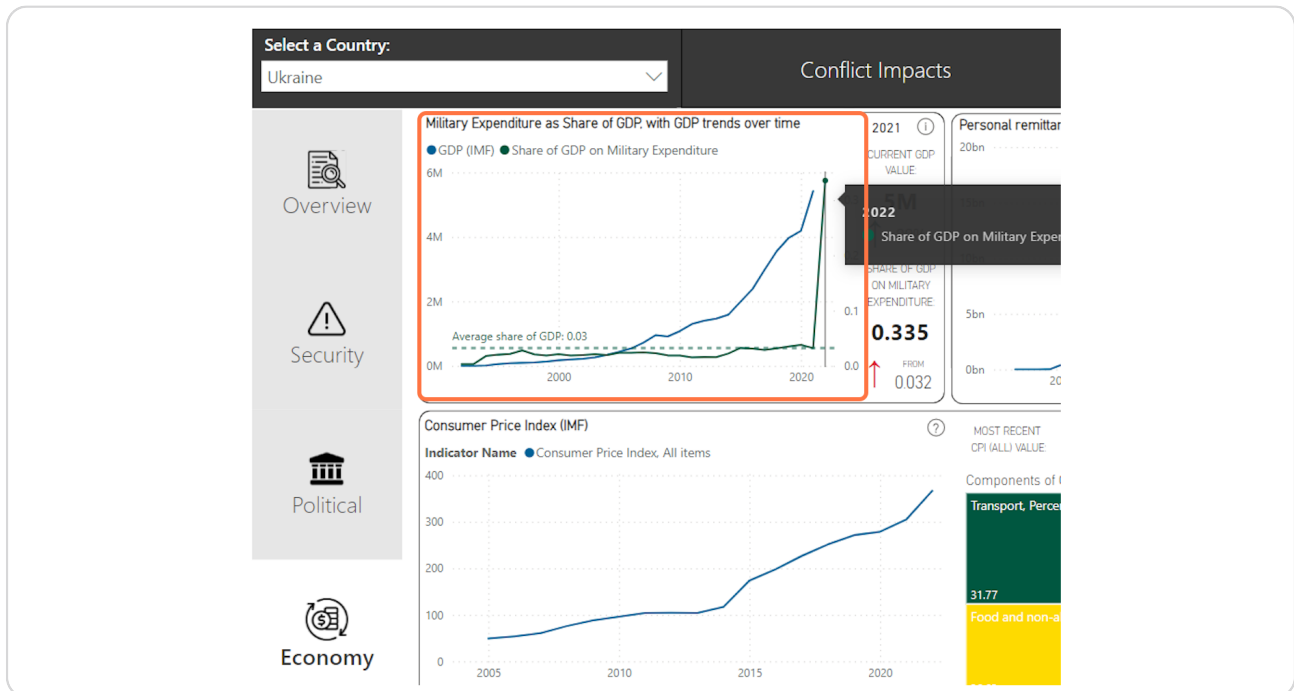 Select a Country:
Ukraine
Conflict Impacts
Overview
Security
Political
Economy
Military Expenditure as Share of GDP, with GDP trends over time
GDP (IMF) Share of GDP on Military Expenditure
6M
4M
2M
0M
Average share of GDP: 0.03
0.1
0.0
2000
2010
2020
2021
CURRENT GDP
VALUE:
5M
2022
Share of GDP on Military Exper
SHARE OF GDP
ON MILITARY
EXPENDITURE
0.335
FROM
0.032
Personal remittar
20bn
5bn
0bn
20
Consumer Price Index (IMF)
Indicator Name Consumer Price Index, All items
400
300
200
100
0
2005
2010
2015
2020
MOST RECENT
CPI (ALL) VALUE:
Components of
Transport, Percer
31.77
Food and non-a